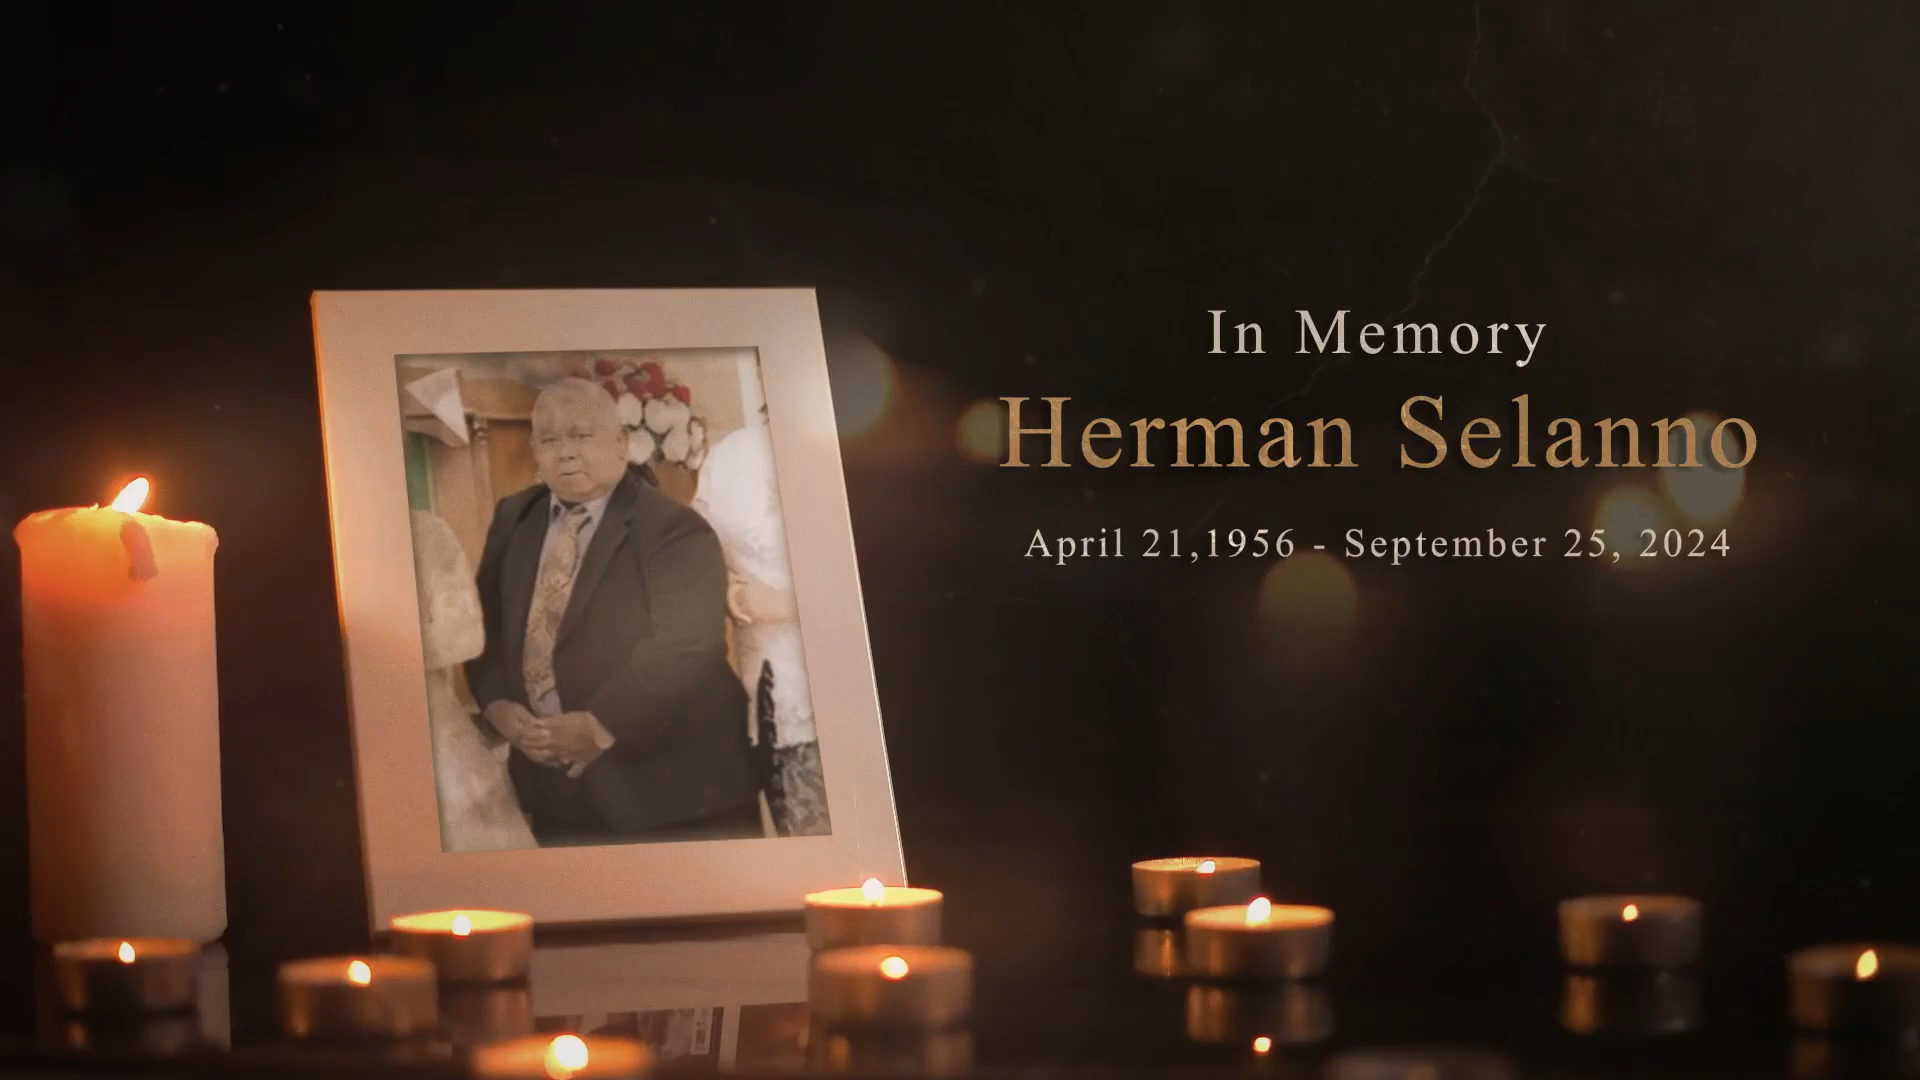 In Memory
Herman Selanno
April 21,1956 - September 25, 2024